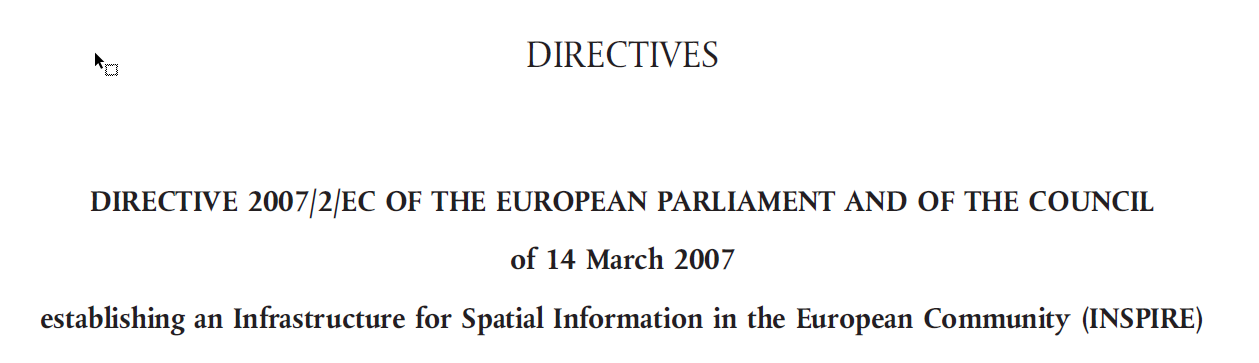 DIRECTIVES
DIRECTIVE 2007/2/EC OF THE EUROPEAN PARLIAMENT AND OF THE COUNCIL
of 14 March 2007
establishing an Infrastructure for Spatial Information in the European Community (INSPIRE)